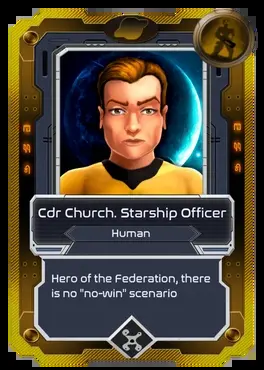 Cdr Church. Starship Officer
Human
Hero of the Federation, there
is no "no-win" scenario